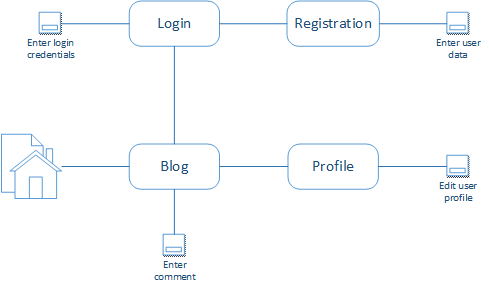 Login
Registration
Enter login
credentials
Enter user
data
Blog
Profile
Edit user
profile
Enter
comment